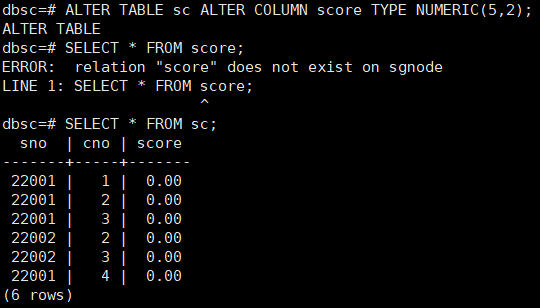 dbsc=# ALTER TABLE sc ALTER COLUMN score TYPE NUMERIC(5,2);
ALTER TABLE
dbsc=# SELECT * FROM score;
ERROR:  relation "score" does not exist on sgnode
LINE 1: SELECT * FROM score;
                      ^
dbsc=# SELECT * FROM sc;
  sno  | cno | score
-------+-----+-------
 22001 |   1 |  0.00
 22001 |   2 |  0.00
 22001 |   3 |  0.00
 22002 |   2 |  0.00
 22002 |   3 |  0.00
 22001 |   4 |  0.00
(6 rows)